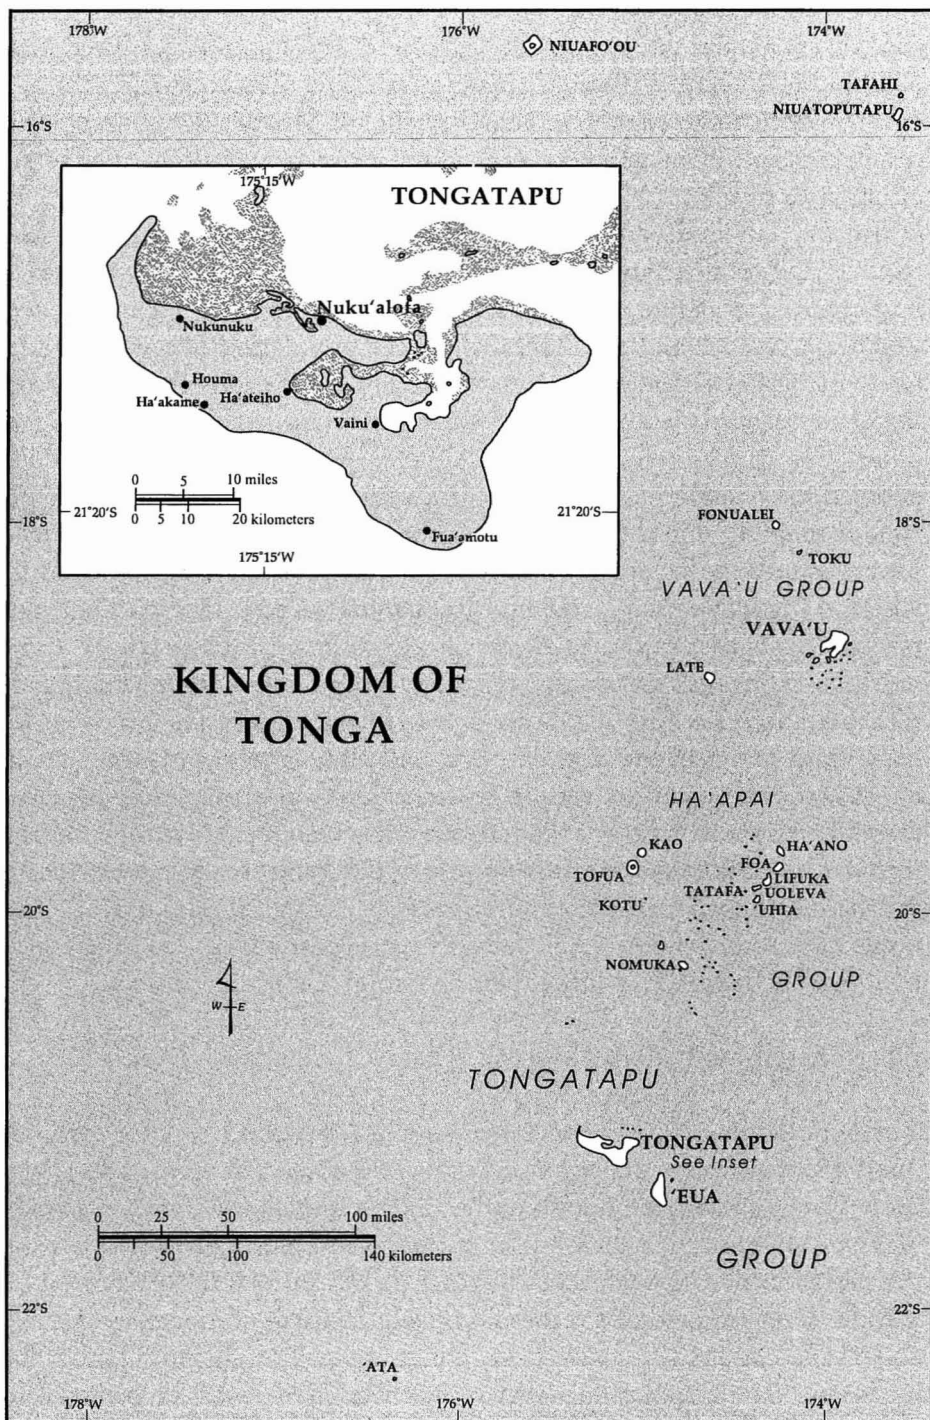 178°W 176°W 174°W
NIUAFO‘OU
TAFAHI
NIUATOPUTAPU
16°S 16°S
175°15'W
TONGATAPU
Nuku‘alofa
Nukunuku
Houma
Ha‘ateiho
Ha‘akame
Vaini
0 5 10 miles
0 5 10 20 kilometers
21°20'S 21°20'S
Fua‘amotu
175°15'W
FONUALEI
18°S 18°S
TOKU
VAVA‘U GROUP
VAVA‘U
LATE
KINGDOM OF
TONGA
HA‘APAI
KAO
HA‘ANO
FOA
TOFUA
LIFUKA
TATAFA
UOLEVA
KOTU
UHIA
20°S 20°S
NOMUKA
GROUP
W E
TONGATAPU
TONGATAPU
See Inset
‘EUA
0 25 50 100 miles
0 50 100 140 kilometers
GROUP
22°S 22°S
‘ATA
178°W 176°W 174°W